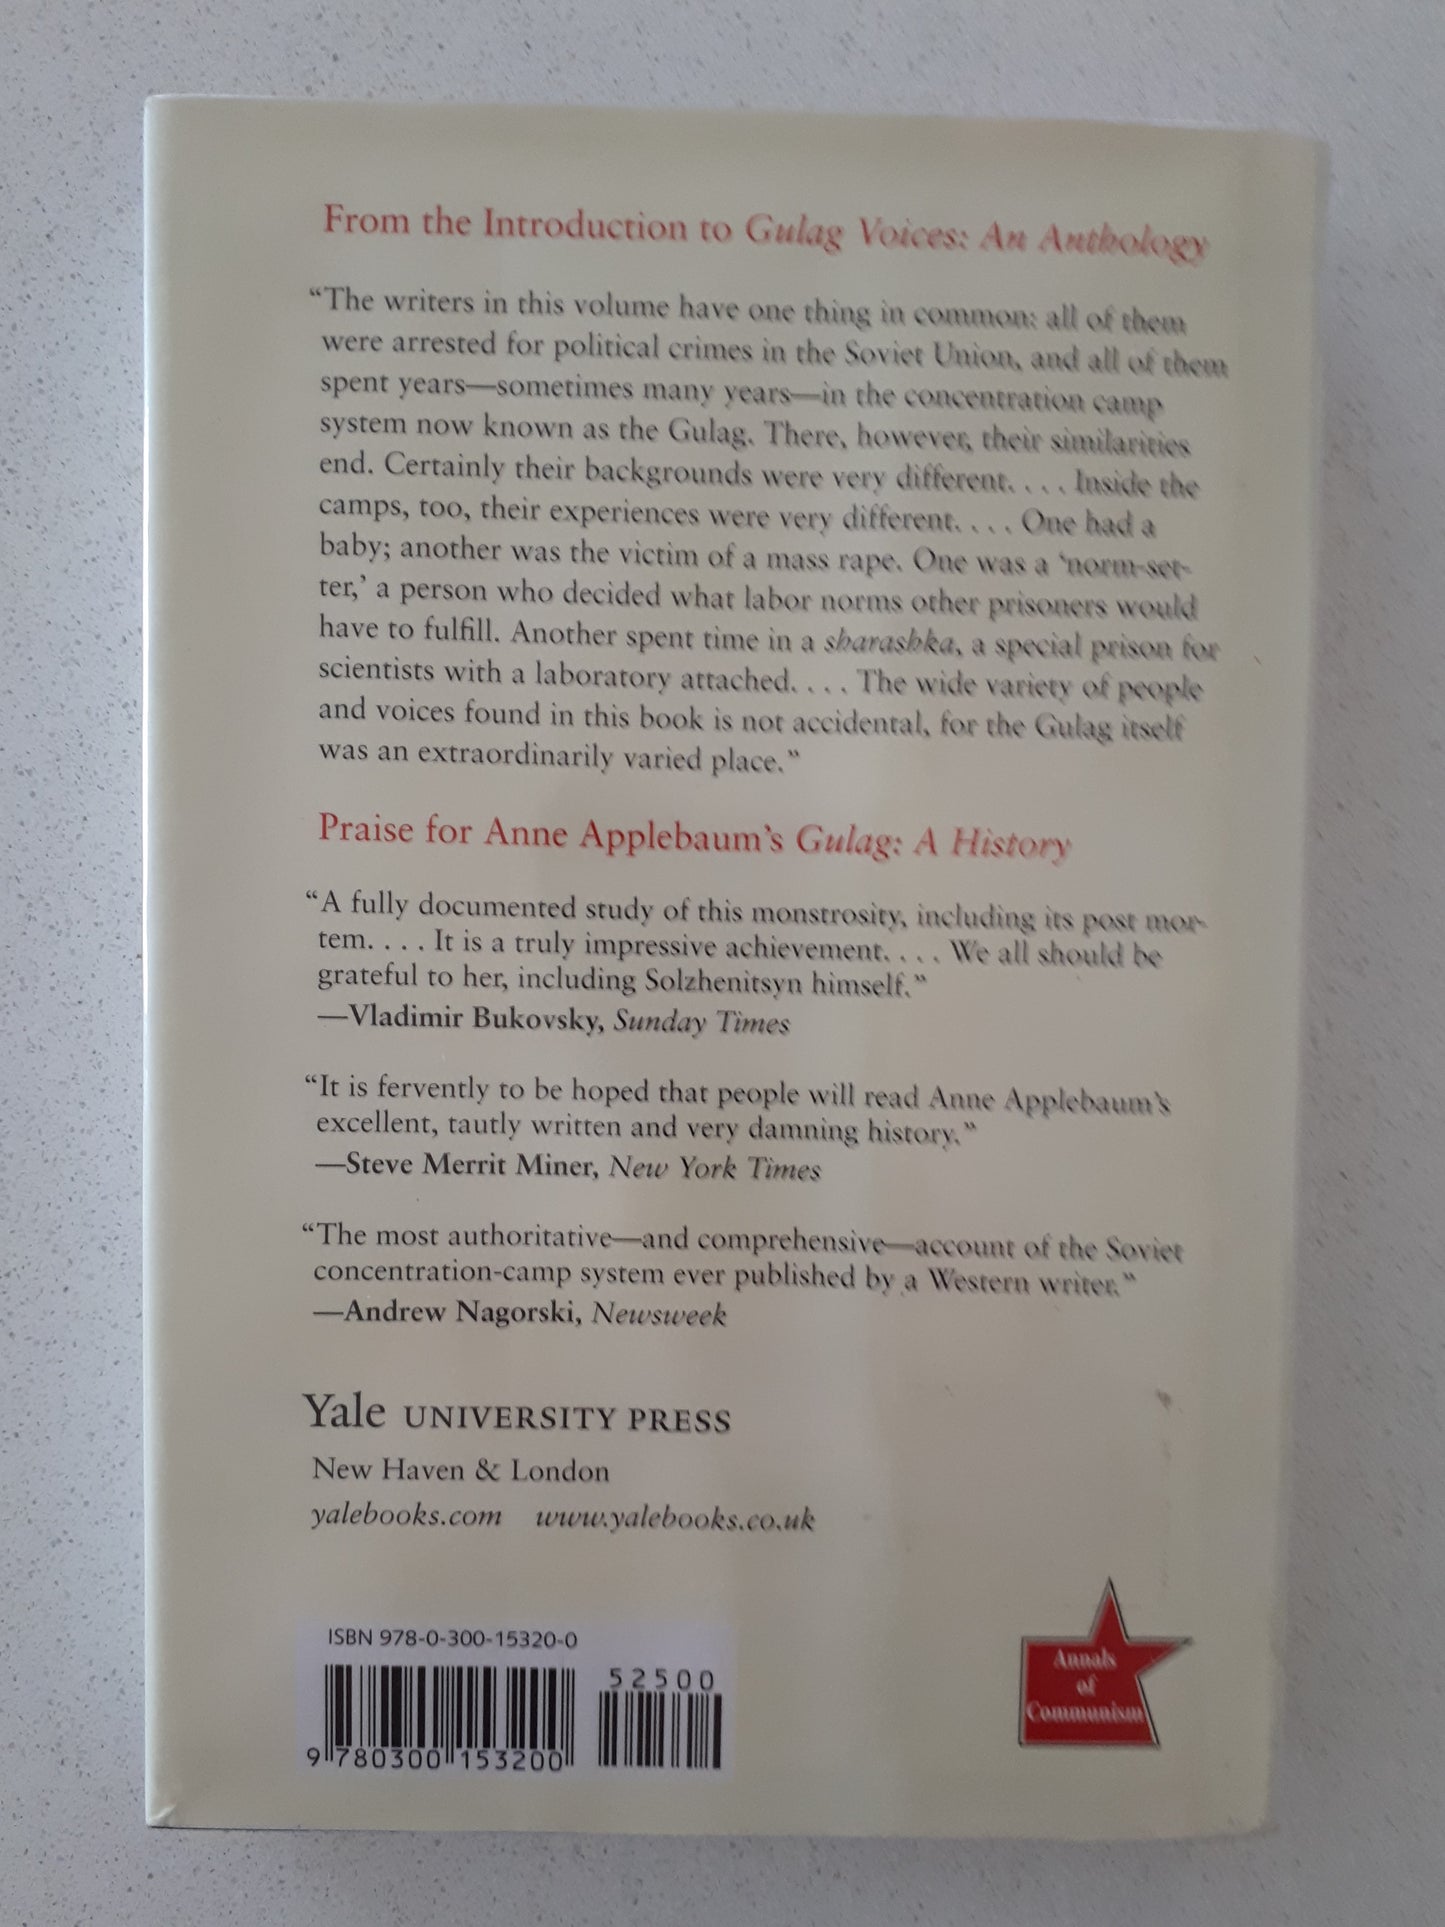 From the Introduction to Gulag Voices: An Anthology
“The writers in this volume have one thing in common: all of them
were arrested for political crimes in the Soviet Union, and all of them
spent years—sometimes many years—in the concentration camp
system now known as the Gulag. There, however, their similarities
end. Certainly their backgrounds were very different. . . . Inside the
camps, too, their experiences were very different. . . . One had a
baby; another was the victim of a mass rape. One was a ‘norm-set-
ter,’ a person who decided what labor norms other prisoners would
have to fulfill. Another spent time in a sharashka, a special prison for
scientists with a laboratory attached. . . . The wide variety of people
and voices found in this book is not accidental, for the Gulag itself
was an extraordinarily varied place.”
Praise for Anne Applebaum’s Gulag: A History
“A fully documented study of this monstrosity, including its post mor-
tem. . . . It is a truly impressive achievement. . . . We all should be
grateful to her, including Solzhenitsyn himself.”
—Vladimir Bukovsky, Sunday Times
“It is fervently to be hoped that people will read Anne Applebaum’s
excellent, tautly written and very damning history.”
—Steve Merrit Miner, New York Times
“The most authoritative—and comprehensive—account of the Soviet
concentration-camp system ever published by a Western writer.”
—Andrew Nagorski, Newsweek
Yale UNIVERSITY PRESS
New Haven & London
yalebooks.com www.yalebooks.co.uk
ISBN 978-0-300-15320-0
52500
9 780300 153200
Annals
of
Communism